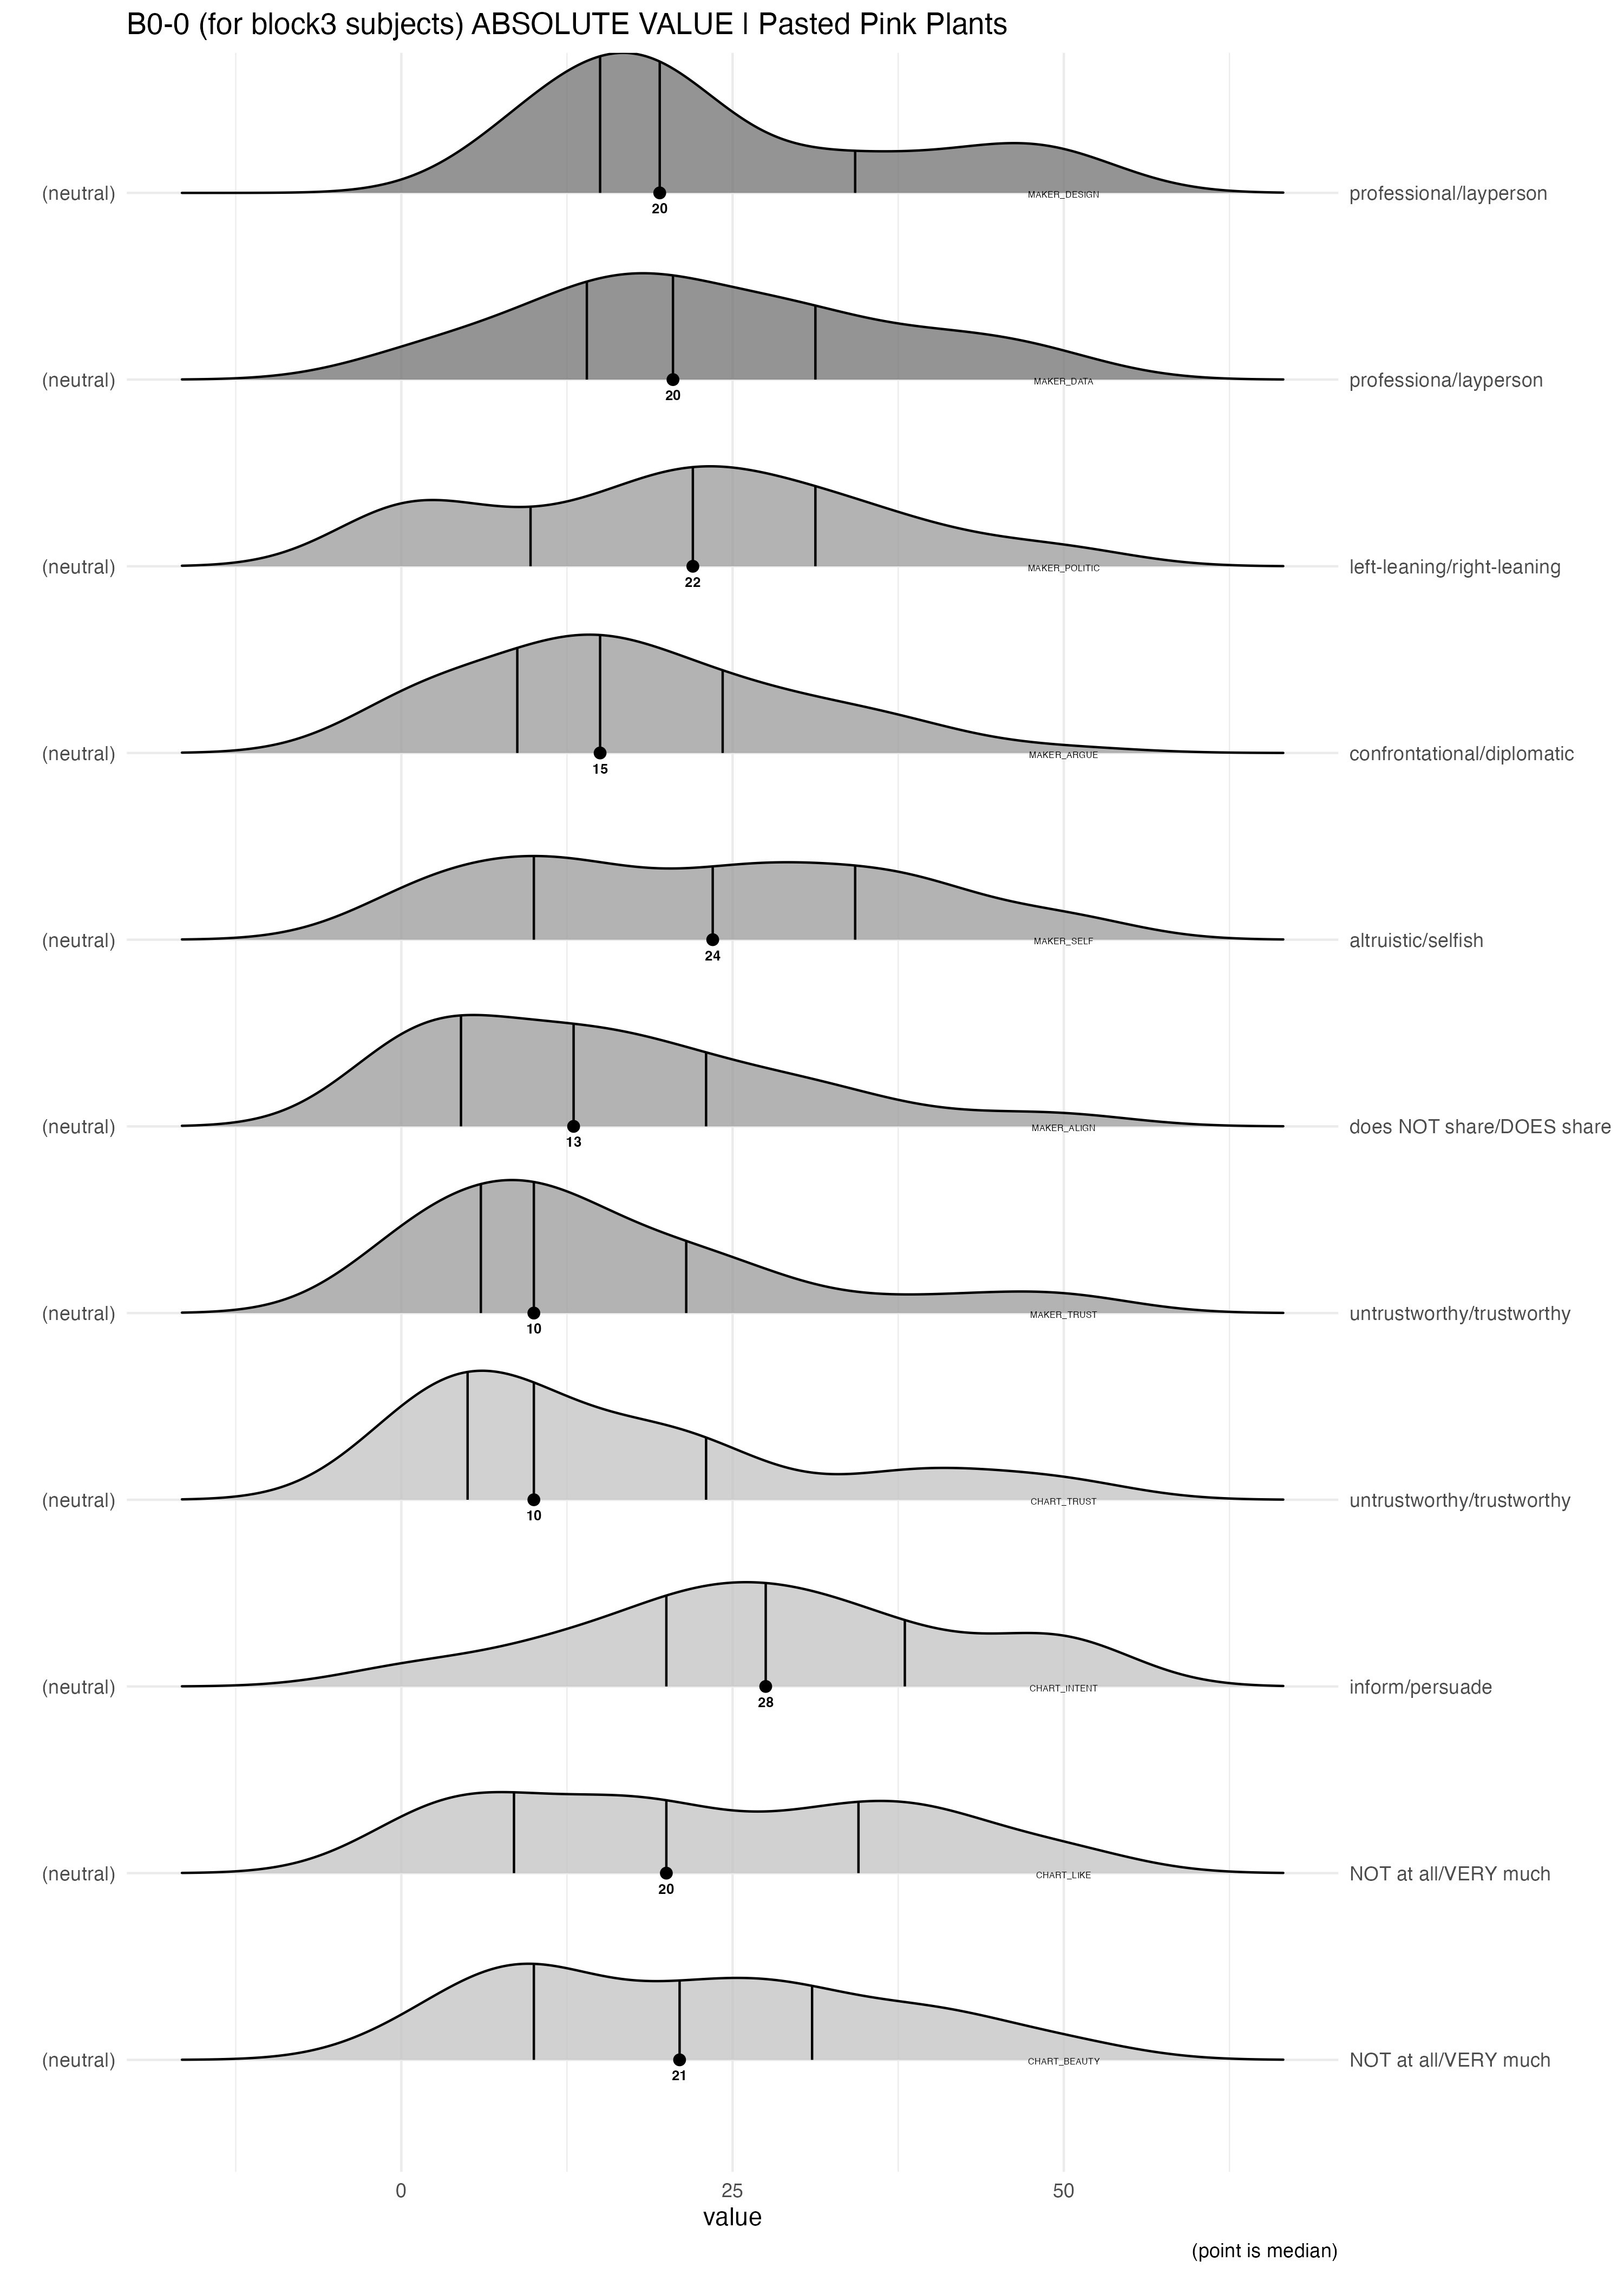 B0-0 (for block3 subjects) ABSOLUTE VALUE | Pasted Pink Plants
(neutral) MAKER_DESIGN professional/layperson
20
(neutral) MAKER_DATA professiona/layperson
20
(neutral) MAKER_POLITIC left-leaning/right-leaning
22
(neutral) MAKER_ARGUE confrontational/diplomatic
15
(neutral) MAKER_SELF altruistic/selfish
24
(neutral) MAKER_ALIGN does NOT share/DOES share
13
(neutral) MAKER_TRUST untrustworthy/trustworthy
10
(neutral) CHART_TRUST untrustworthy/trustworthy
10
(neutral) CHART_INTENT inform/persuade
28
(neutral) CHART_LIKE NOT at all/VERY much
20
(neutral) CHART_BEAUTY NOT at all/VERY much
21
0 25 50
value
(point is median)